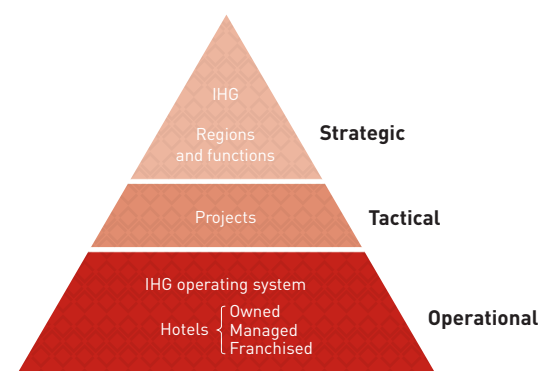 IHG
Regions
and functions
Strategic
Projects
Tactical
IHG operating system
Hotels
Owned
Managed
Franchised
Operational